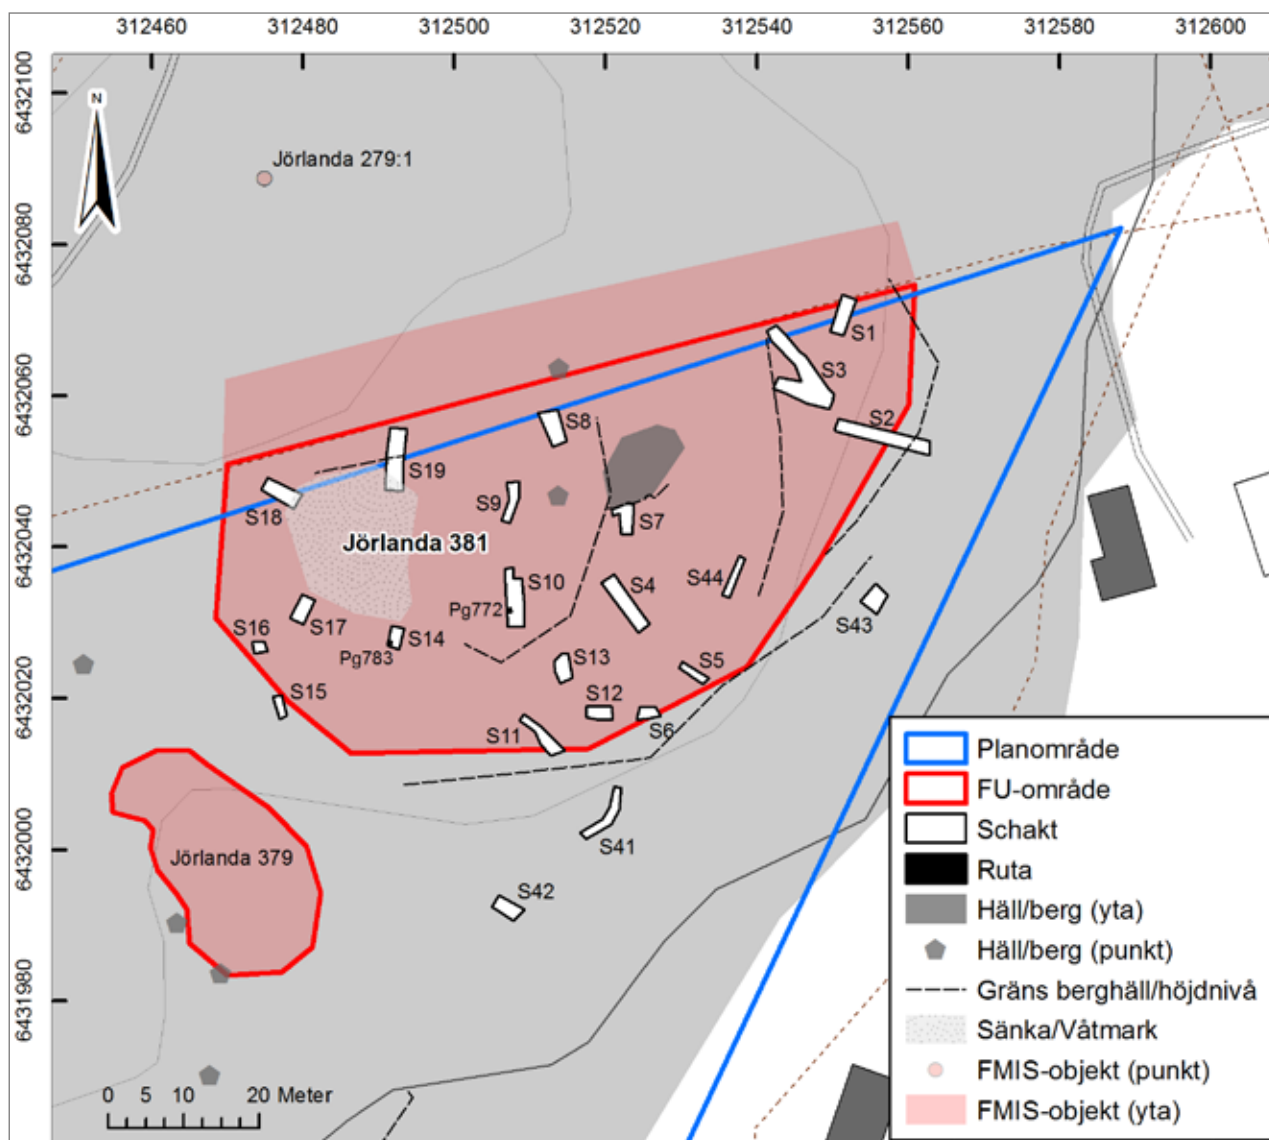 312460 312480 312500 312520 312540 312560 312580 312600
6432100
N
Jörlanda 279:1
6432080
S1
S3
6432060
S8
S2
S19
S18
S9
S7
6432040
Jörlanda 381
S10
S4
S44
Pg772
S43
S17
S16
S14
Pg783
S13
S5
6432020
S15
S12
S6
S11
6432000
Jörlanda 379
S41
S42
6431980
0 5 10 20 Meter
Planområde
FU-område
Schakt
Ruta
Häll/berg (yta)
Häll/berg (punkt)
Gräns berghäll/höjdnivå
Sänka/Våtmark
FMIS-objekt (punkt)
FMIS-objekt (yta)